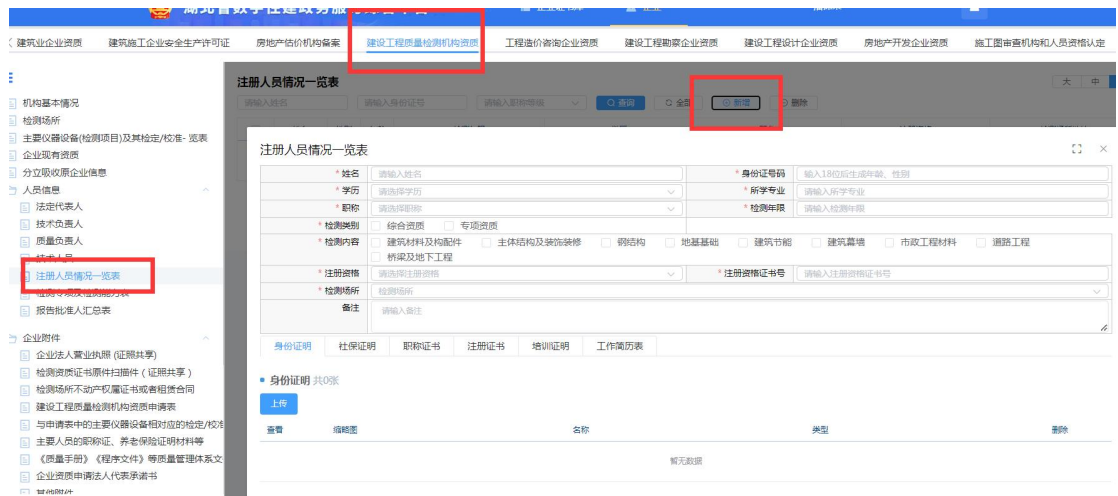 建筑业企业资质 建筑施工企业安全生产许可证 房地产估价机构备案 建设工程质量检测机构资质 工程造价咨询企业资质 建设工程勘察企业资质 建设工程设计企业资质 房地产开发企业资质 施工图审查机构和人员资格认定
注册人员情况一览表 大 中
请输入姓名 请输入身份证号 查询 全部 新增 删除
机构基本情况
检测场所
主要仪器设备(检测项目)及其检定/校准- 览表
企业现有资质
分立吸收原企业信息
人员信息
法定代表人
技术负责人
质量负责人
技术人员
注册人员情况一览表
检测专项及检测能力表
报告批准人汇总表
企业附件
企业法人营业执照 (证照共享)
检测资质证书原件扫描件 ( 证照共享 )
检测场所不动产权属证书或者租赁合同
建设工程质量检测机构资质申请表
与申请表中的主要仪器设备相对应的检定/校准
主要人员的职称证、养老保险证明材料等
《质量手册》《程序文件》等质量管理体系文
企业资质申请法人代表承诺书
其他附件
注册人员情况一览表
* 姓名 请输入姓名 * 身份证号码 输入18位后生成年龄，性别
* 学历 请选择学历 * 所学专业 请输入所学专业
* 职称 请选择职称 * 检测年限 请输入检测年限
* 检测类别 综合资质 专项资质
* 检测内容 建筑材料及构配件 主体结构及装饰装修 钢结构 地基基础 建筑节能 建筑幕墙 市政工程材料 道路工程
桥梁及地下工程
* 注册资格 请选择注册资格 * 注册资格证书号 请输入注册资格证书号
* 检测场所 检测场所
备注 请输入备注
身份证明 社保证明 职称证书 注册证书 培训证明 工作简历表
身份证明 共0张
上传
查看 缩略图 名称 类型 删除
暂无数据